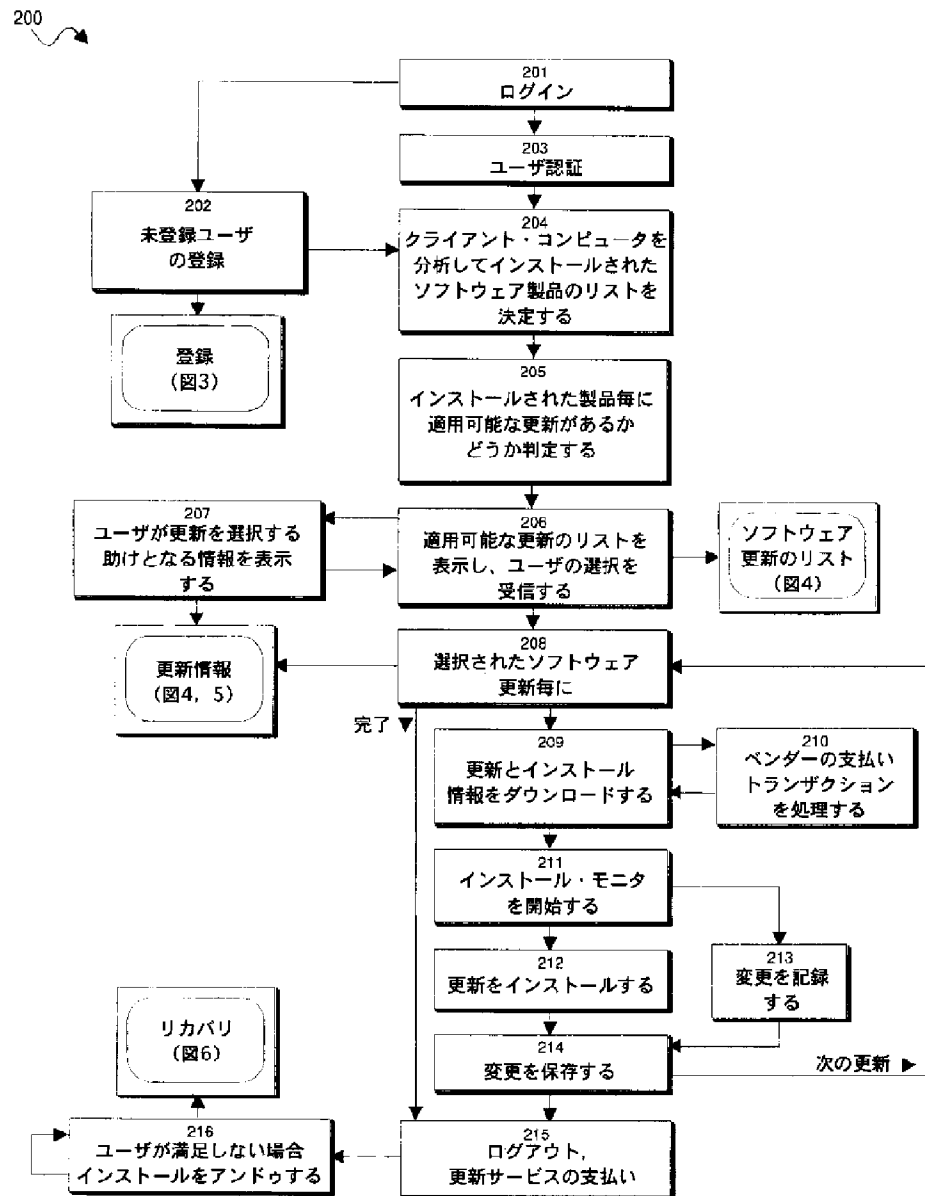 200
201
ログイン
203
ユーザ認証
202
未登録ユーザ
の登録
204
クライアント・コンピュータを
分析してインストールされた
ソフトウェア製品のリストを
決定する
登録
(図3)
205
インストールされた製品毎に
適用可能な更新があるか
どうか判定する
207
ユーザが更新を選択する
助けとなる情報を表示
する
206
適用可能な更新のリストを
表示し、ユーザの選択を
受信する
ソフトウェア
更新のリスト
(図4)
更新情報
(図4, 5)
208
選択されたソフトウェア
更新毎に
完了
209
更新とインストール
情報をダウンロードする
210
ベンダーの支払い
トランザクション
を処理する
211
インストール・モニタ
を開始する
212
更新をインストールする
213
変更を記録
する
リカバリ
(図6)
214
変更を保存する
次の更新
216
ユーザが満足しない場合
インストールをアンドゥする
215
ログアウト,
更新サービスの支払い